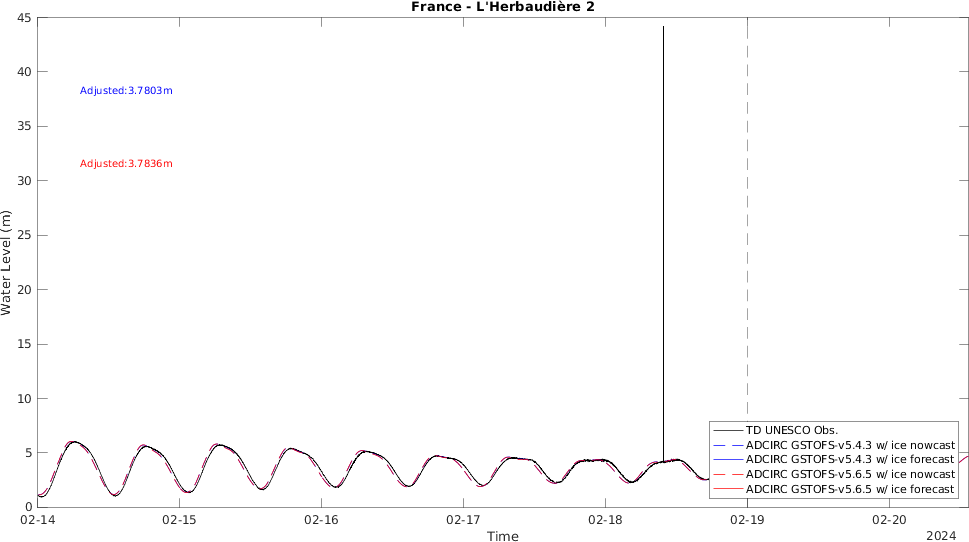 France - L'Herbaudière 2
45
40
35
30
25
20
15
10
5
0
Water Level (m)
Adjusted:3.7803m
Adjusted:3.7836m
TD UNESCO Obs.
ADCIRC GSTOFS-v5.4.3 w/ ice nowcast
ADCIRC GSTOFS-v5.4.3 w/ ice forecast
ADCIRC GSTOFS-v5.6.5 w/ ice nowcast
ADCIRC GSTOFS-v5.6.5 w/ ice forecast
02-14 02-15 02-16 02-17 02-18 02-19 02-20
Time
2024